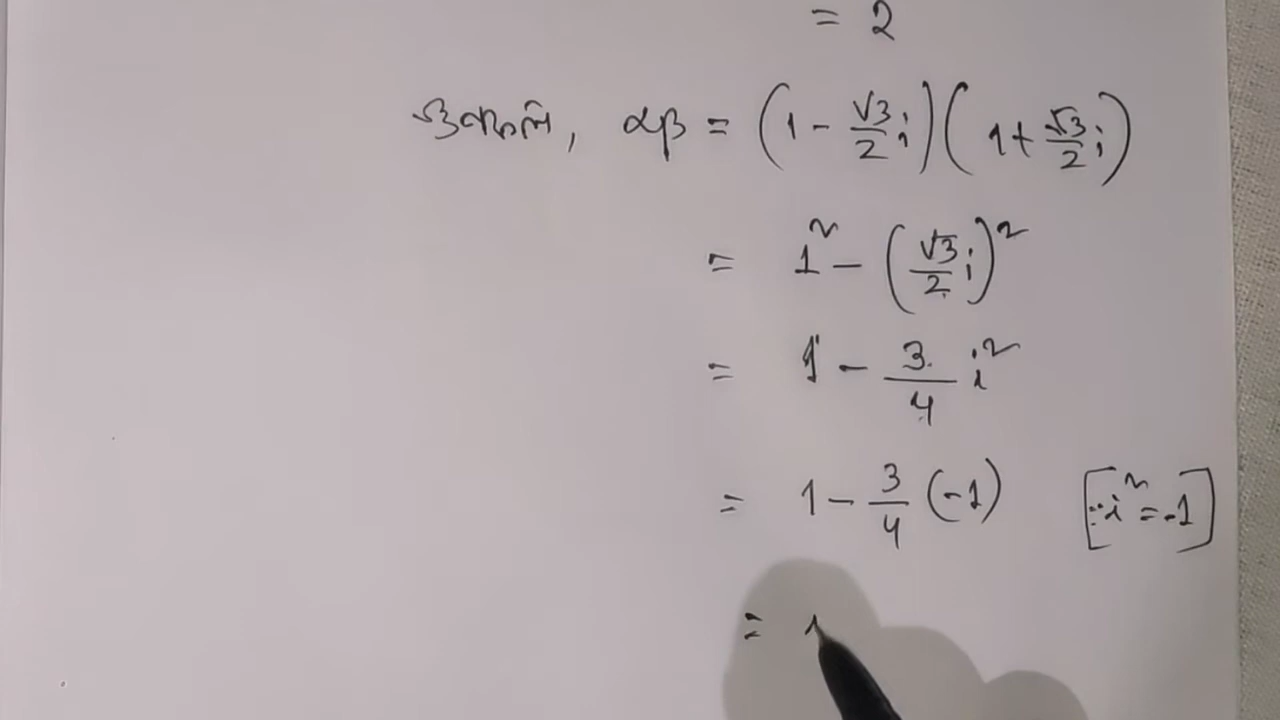 = 2
গুণফল, αβ = (1 - √3/2 i)(1 + √3/2 i)
= 1² - (√3/2 i)²
= 1 - 3/4 i²
= 1 - 3/4 (-1) [∵ i² = -1]
= 1